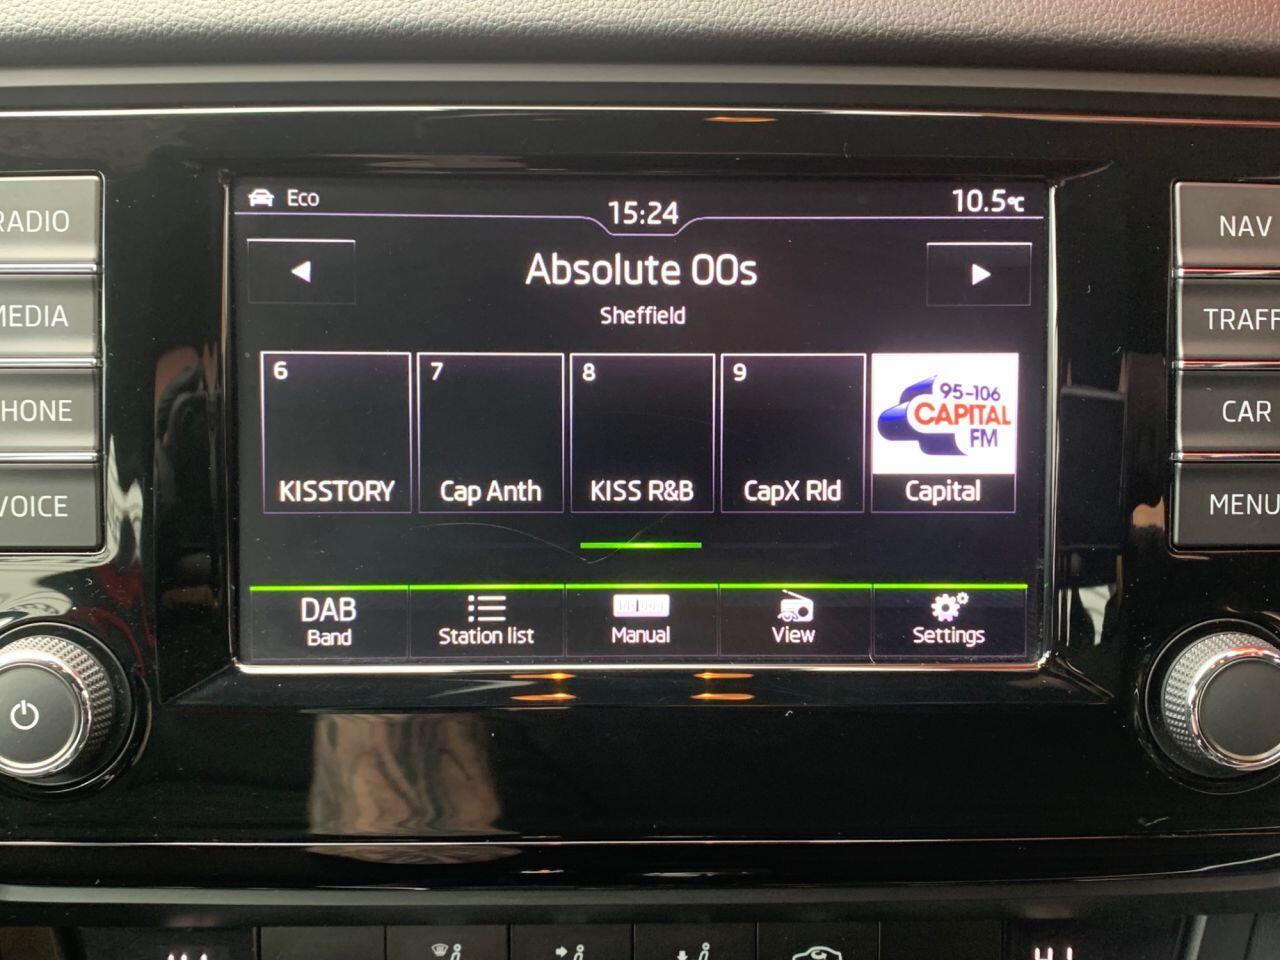 Eco
15:24
10.5°C
Absolute 00s
Sheffield
RADIO
MEDIA
PHONE
VOICE
6
KISSTORY
7
Cap Anth
8
KISS R&B
9
CapX Rld
95-106
CAPITAL
FM
Capital
DAB
Band
Station list
Manual
View
Settings
NAV
TRAFF
CAR
MENU